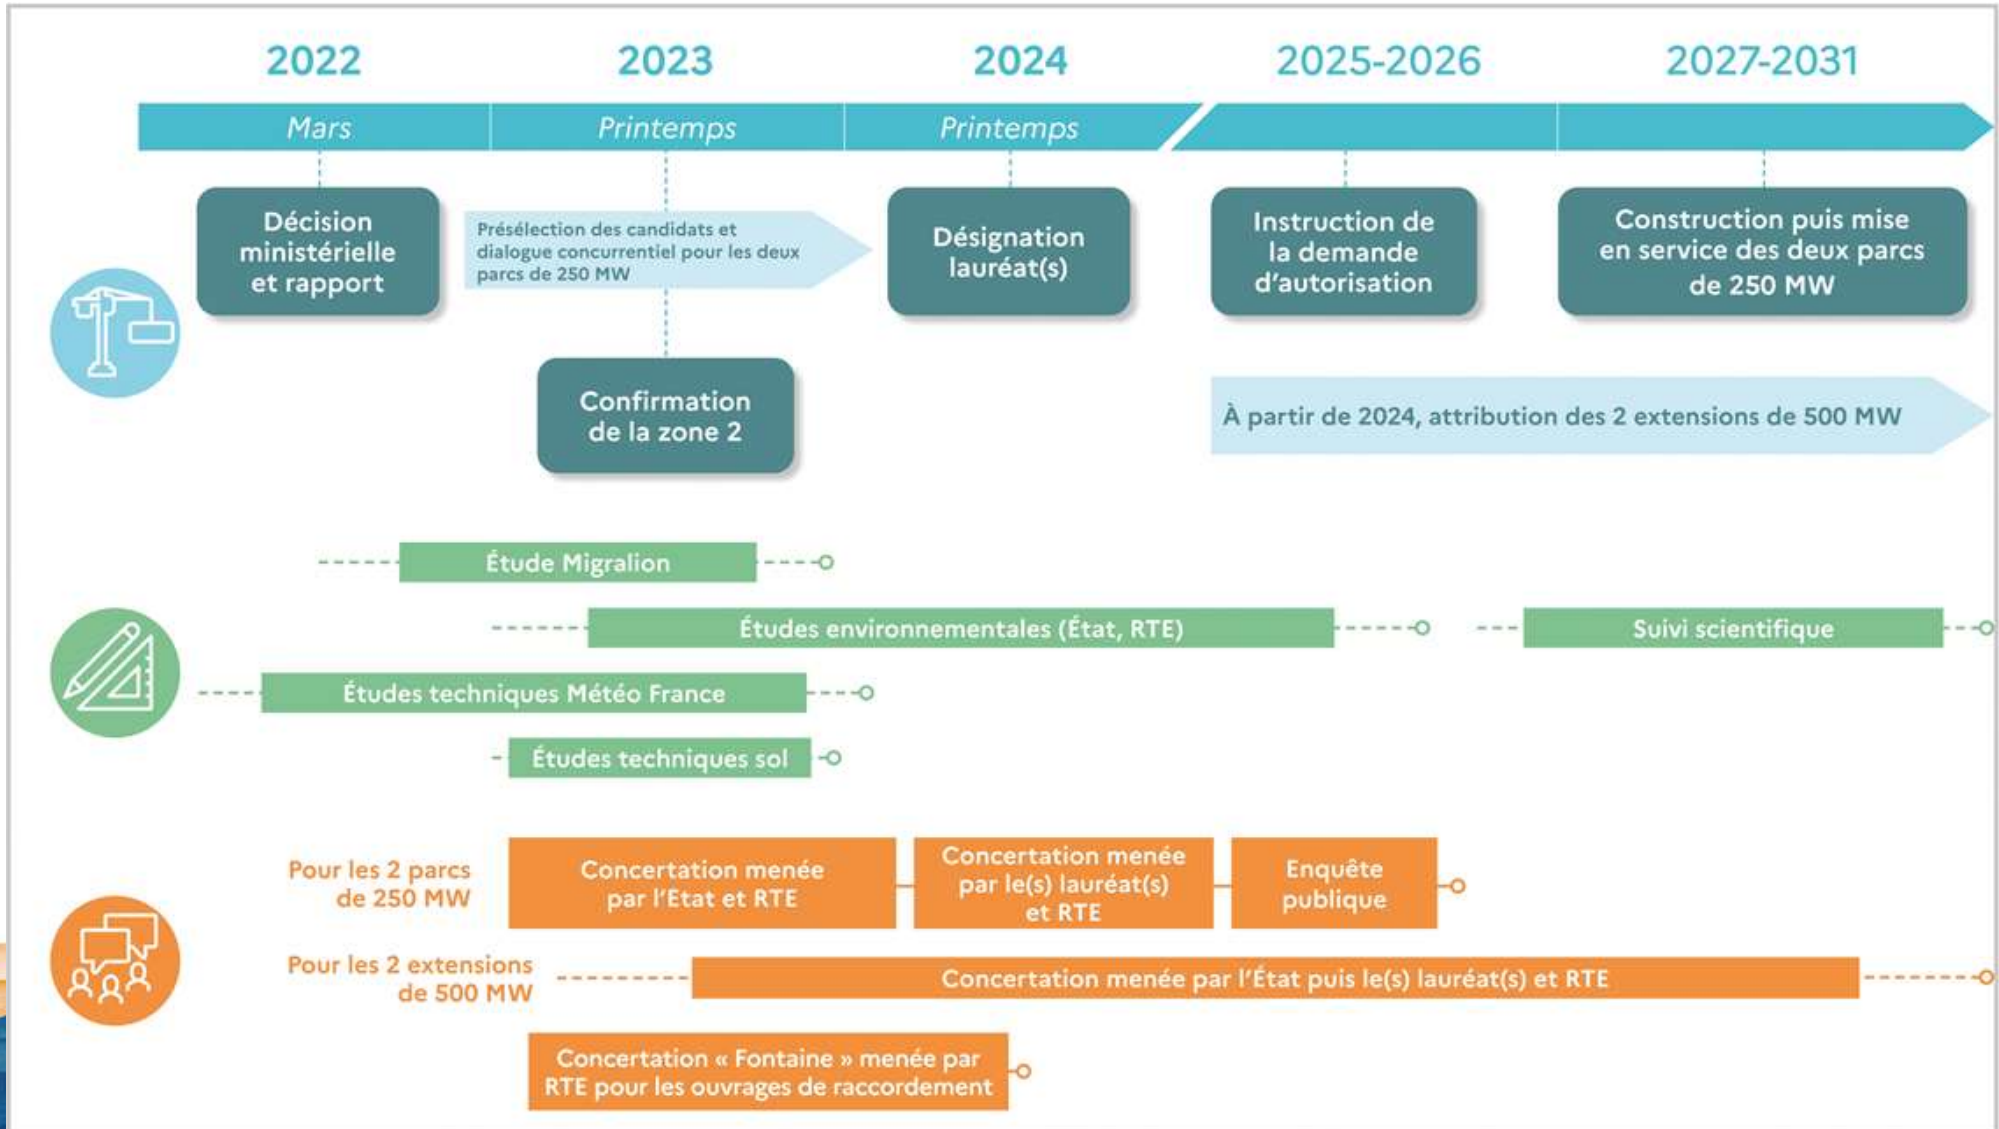 2022
2023
2024
2025-2026
2027-2031
Mars
Printemps
Printemps
Décision
ministérielle
et rapport
Présélection des candidats et
dialogue concurrentiel pour les deux
parcs de 250 MW
Désignation
lauréat(s)
Instruction de
la demande
d'autorisation
Construction puis mise
en service des deux parcs
de 250 MW
Confirmation
de la zone 2
À partir de 2024, attribution des 2 extensions de 500 MW
Étude Migralion
Études environnementales (État, RTE)
Suivi scientifique
Études techniques Météo France
Études techniques sol
Pour les 2 parcs
de 250 MW
Concertation menée
par l'Etat et RTE
Concertation menée
par le(s) lauréat(s)
et RTE
Enquête
publique
Pour les 2 extensions
de 500 MW
Concertation menée par l'État puis le(s) lauréat(s) et RTE
Concertation « Fontaine » menée par
RTE pour les ouvrages de raccordement